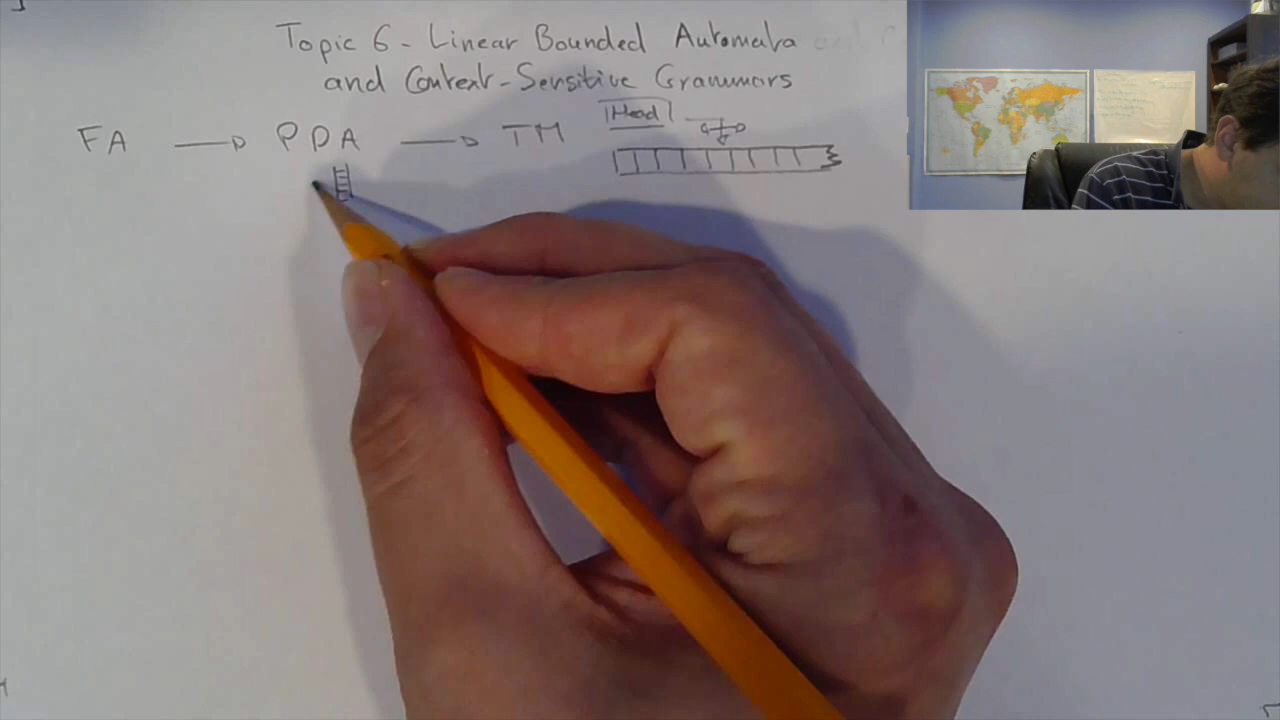 Topic 6 - Linear Bounded Automata
and Context-Sensitive Grammars
Head
FA → PDA → TM